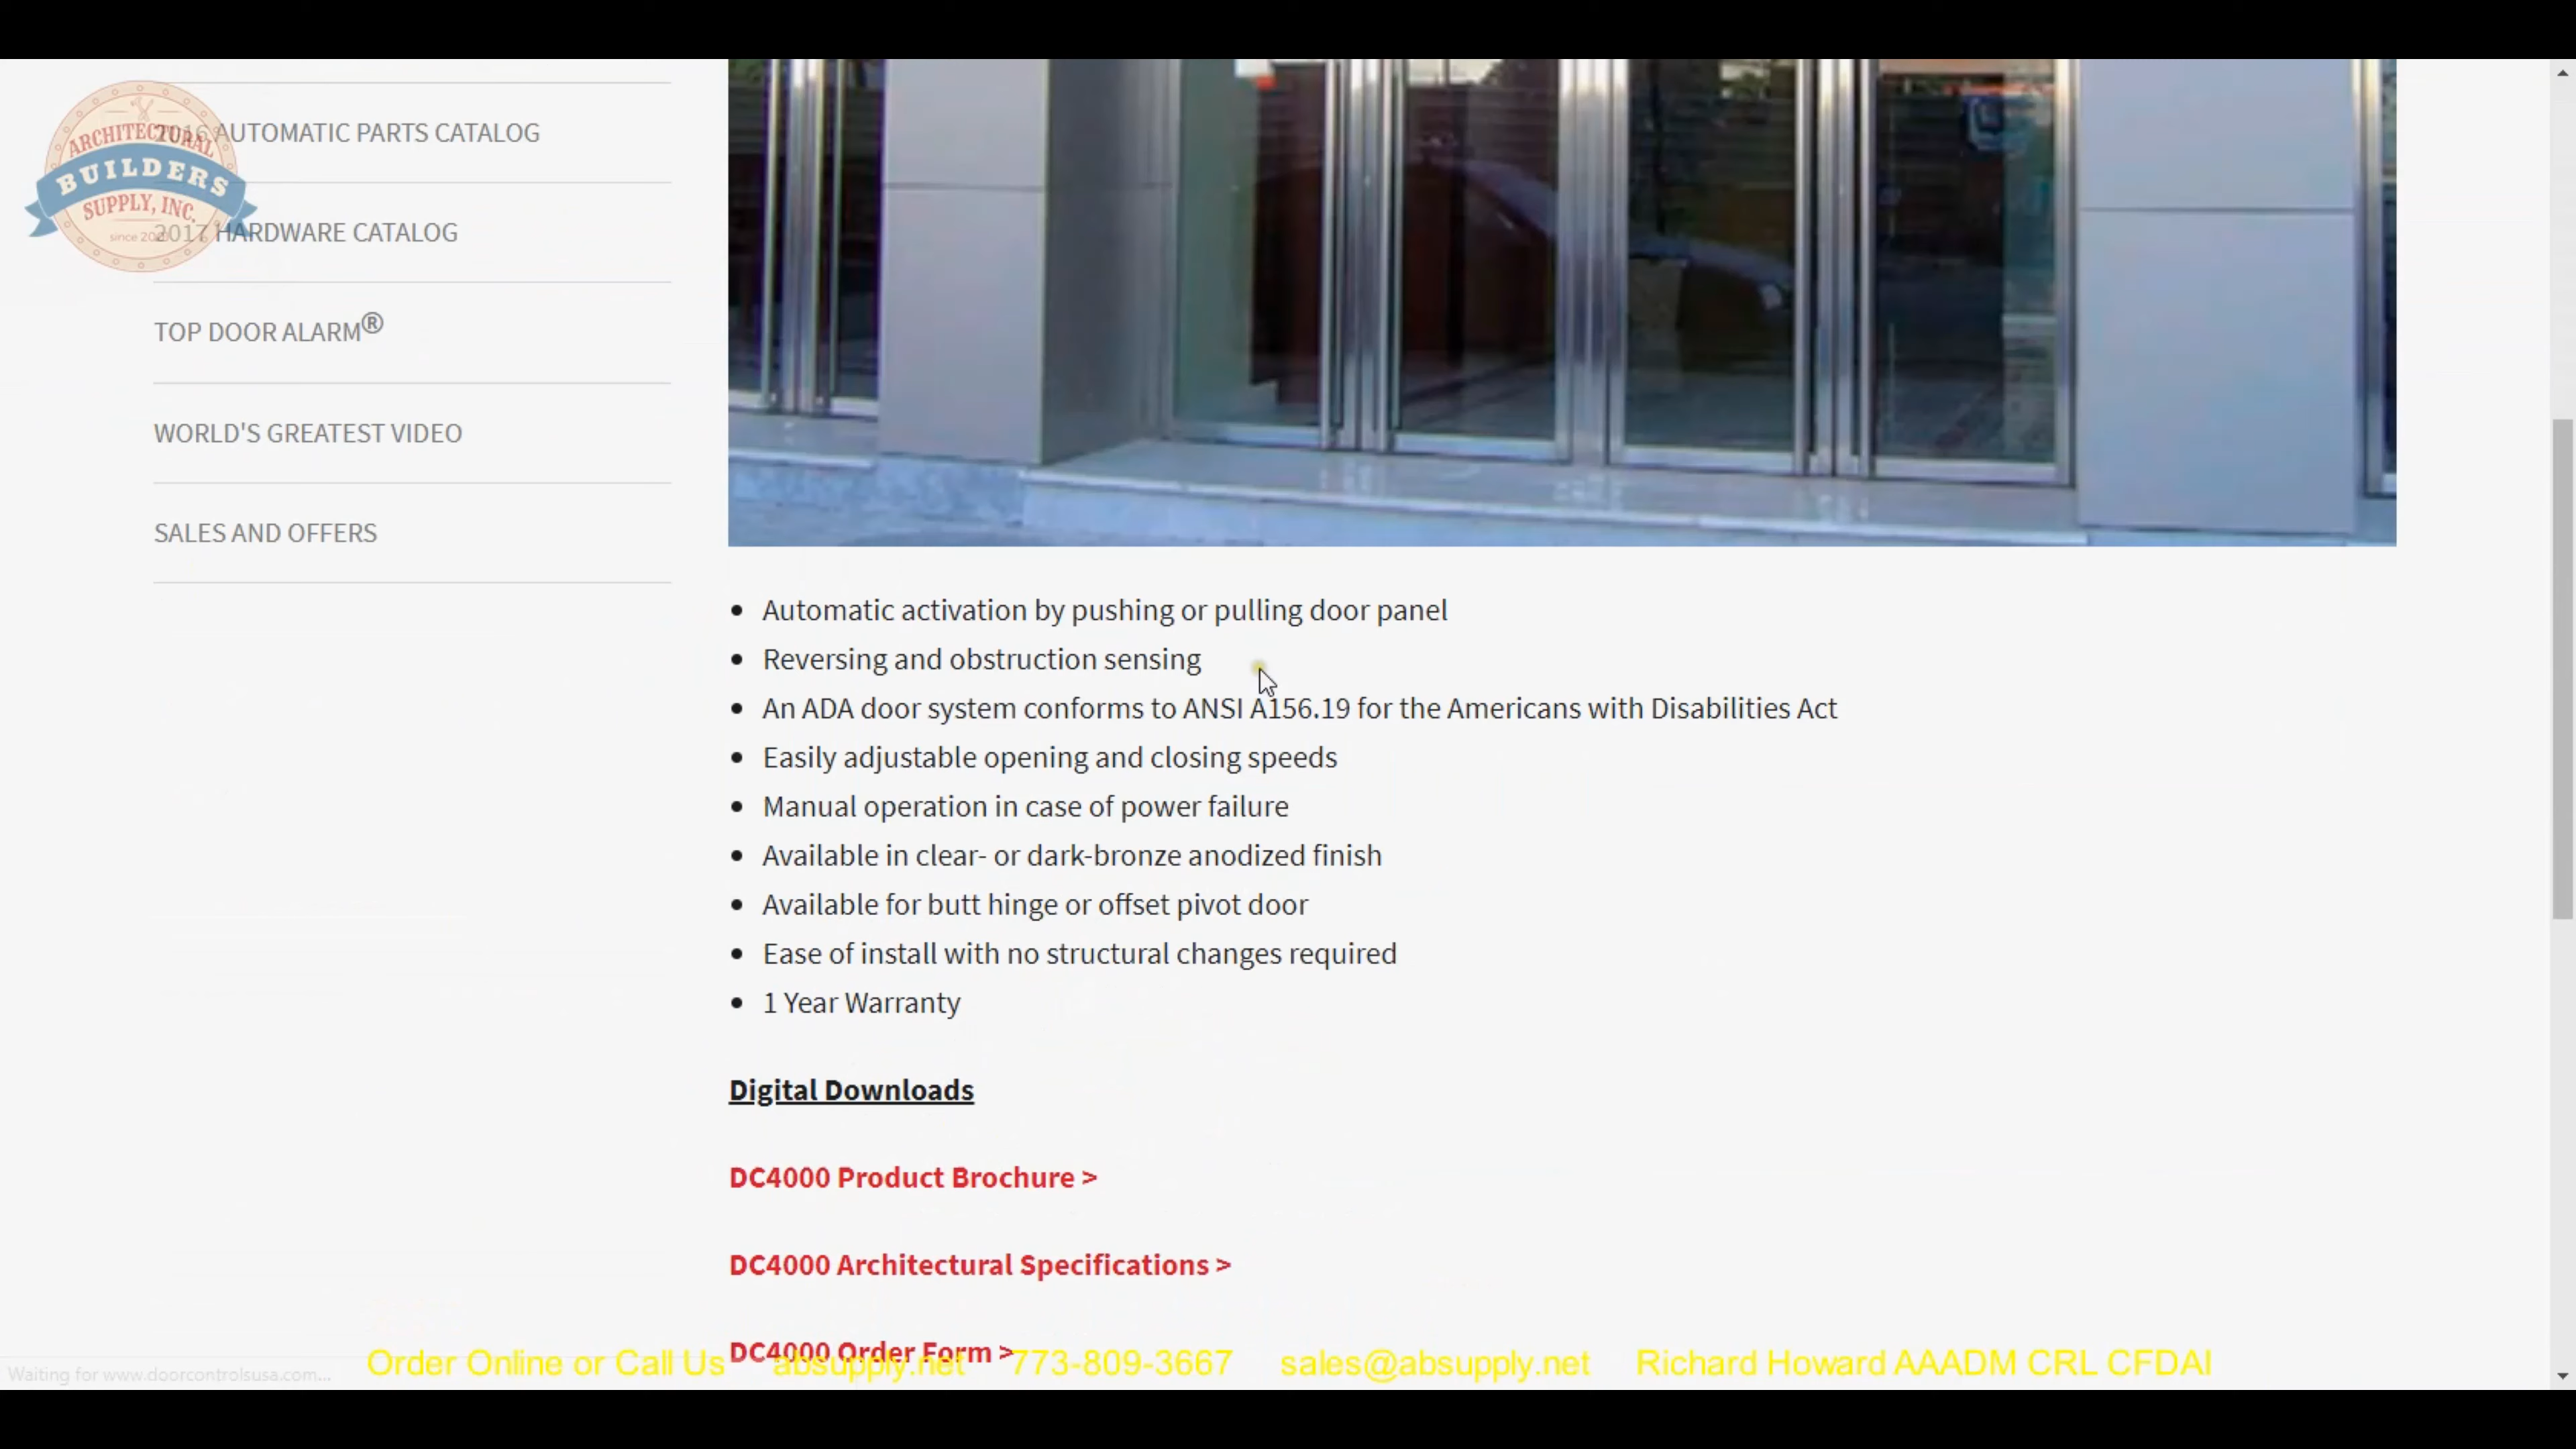 2016 AUTOMATIC PARTS CATALOG
ARCHITECTURAL
BUILDERS
SUPPLY, INC.
since
2017 HARDWARE CATALOG
TOP DOOR ALARM®
WORLD'S GREATEST VIDEO
SALES AND OFFERS
• Automatic activation by pushing or pulling door panel
• Reversing and obstruction sensing
• An ADA door system conforms to ANSI A156.19 for the Americans with Disabilities Act
• Easily adjustable opening and closing speeds
• Manual operation in case of power failure
• Available in clear- or dark-bronze anodized finish
• Available for butt hinge or offset pivot door
• Ease of install with no structural changes required
• 1 Year Warranty
Digital Downloads
DC4000 Product Brochure >
DC4000 Architectural Specifications >
DC4000 Order Form >
Waiting for www.doorcontrolsusa.com...
Order Online or Call Us absupply.net 773-809-3667 sales@absupply.net Richard Howard AAADM CRL CFDAI